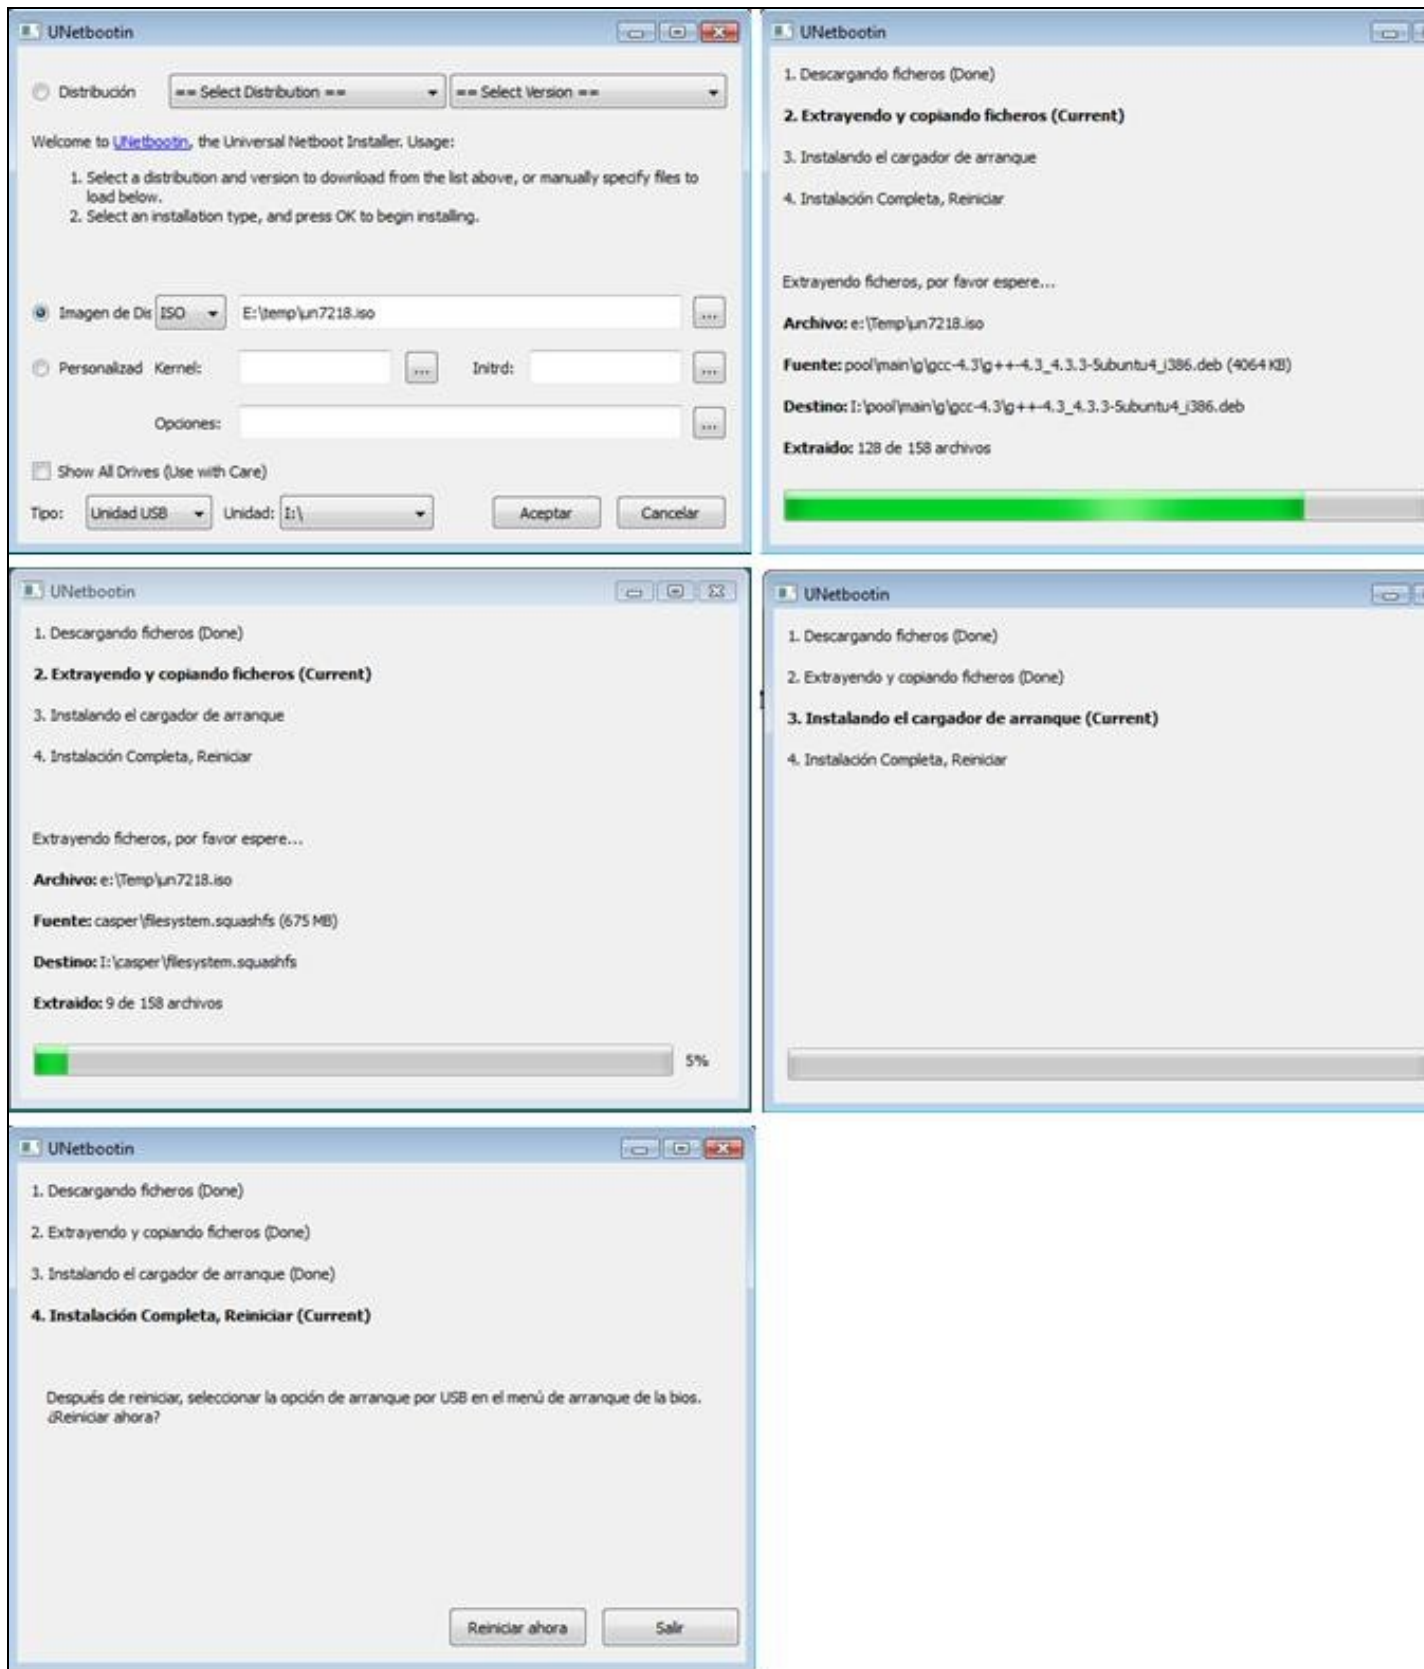 UNetbootin
Distribución == Select Distribution == == Select Version ==
Welcome to UNetbootin, the Universal Netboot Installer. Usage:
1. Select a distribution and version to download from the list above, or manually specify files to
load below.
2. Select an installation type, and press OK to begin installing.
Imagen de Dis ISO E:\temp\un7218.iso ...
Personalizad Kernel: ... Initrd: ...
Opciones: ...
Show All Drives (Use with Care)
Tipo: Unidad USB Unidad: I:\ Aceptar Cancelar
UNetbootin
1. Descargando ficheros (Done)
2. Extrayendo y copiando ficheros (Current)
3. Instalando el cargador de arranque
4. Instalación Completa, Reiniciar
Extrayendo ficheros, por favor espere...
Archivo: e:\Temp\un7218.iso
Fuente: pool\main\g\gcc-4.3\g++-4.3_4.3.3-5ubuntu4_i386.deb (4064 KB)
Destino: I:\pool\main\g\gcc-4.3\g++-4.3_4.3.3-5ubuntu4_i386.deb
Extraido: 128 de 158 archivos
UNetbootin
1. Descargando ficheros (Done)
2. Extrayendo y copiando ficheros (Current)
3. Instalando el cargador de arranque
4. Instalación Completa, Reiniciar
Extrayendo ficheros, por favor espere...
Archivo: e:\Temp\un7218.iso
Fuente: casper\filesystem.squashfs (675 MB)
Destino: I:\casper\filesystem.squashfs
Extraido: 9 de 158 archivos
5%
UNetbootin
1. Descargando ficheros (Done)
2. Extrayendo y copiando ficheros (Done)
3. Instalando el cargador de arranque (Current)
4. Instalación Completa, Reiniciar
UNetbootin
1. Descargando ficheros (Done)
2. Extrayendo y copiando ficheros (Done)
3. Instalando el cargador de arranque (Done)
4. Instalación Completa, Reiniciar (Current)
Después de reiniciar, seleccionar la opción de arranque por USB en el menú de arranque de la bios.
¿Reiniciar ahora?
Reiniciar ahora Salir